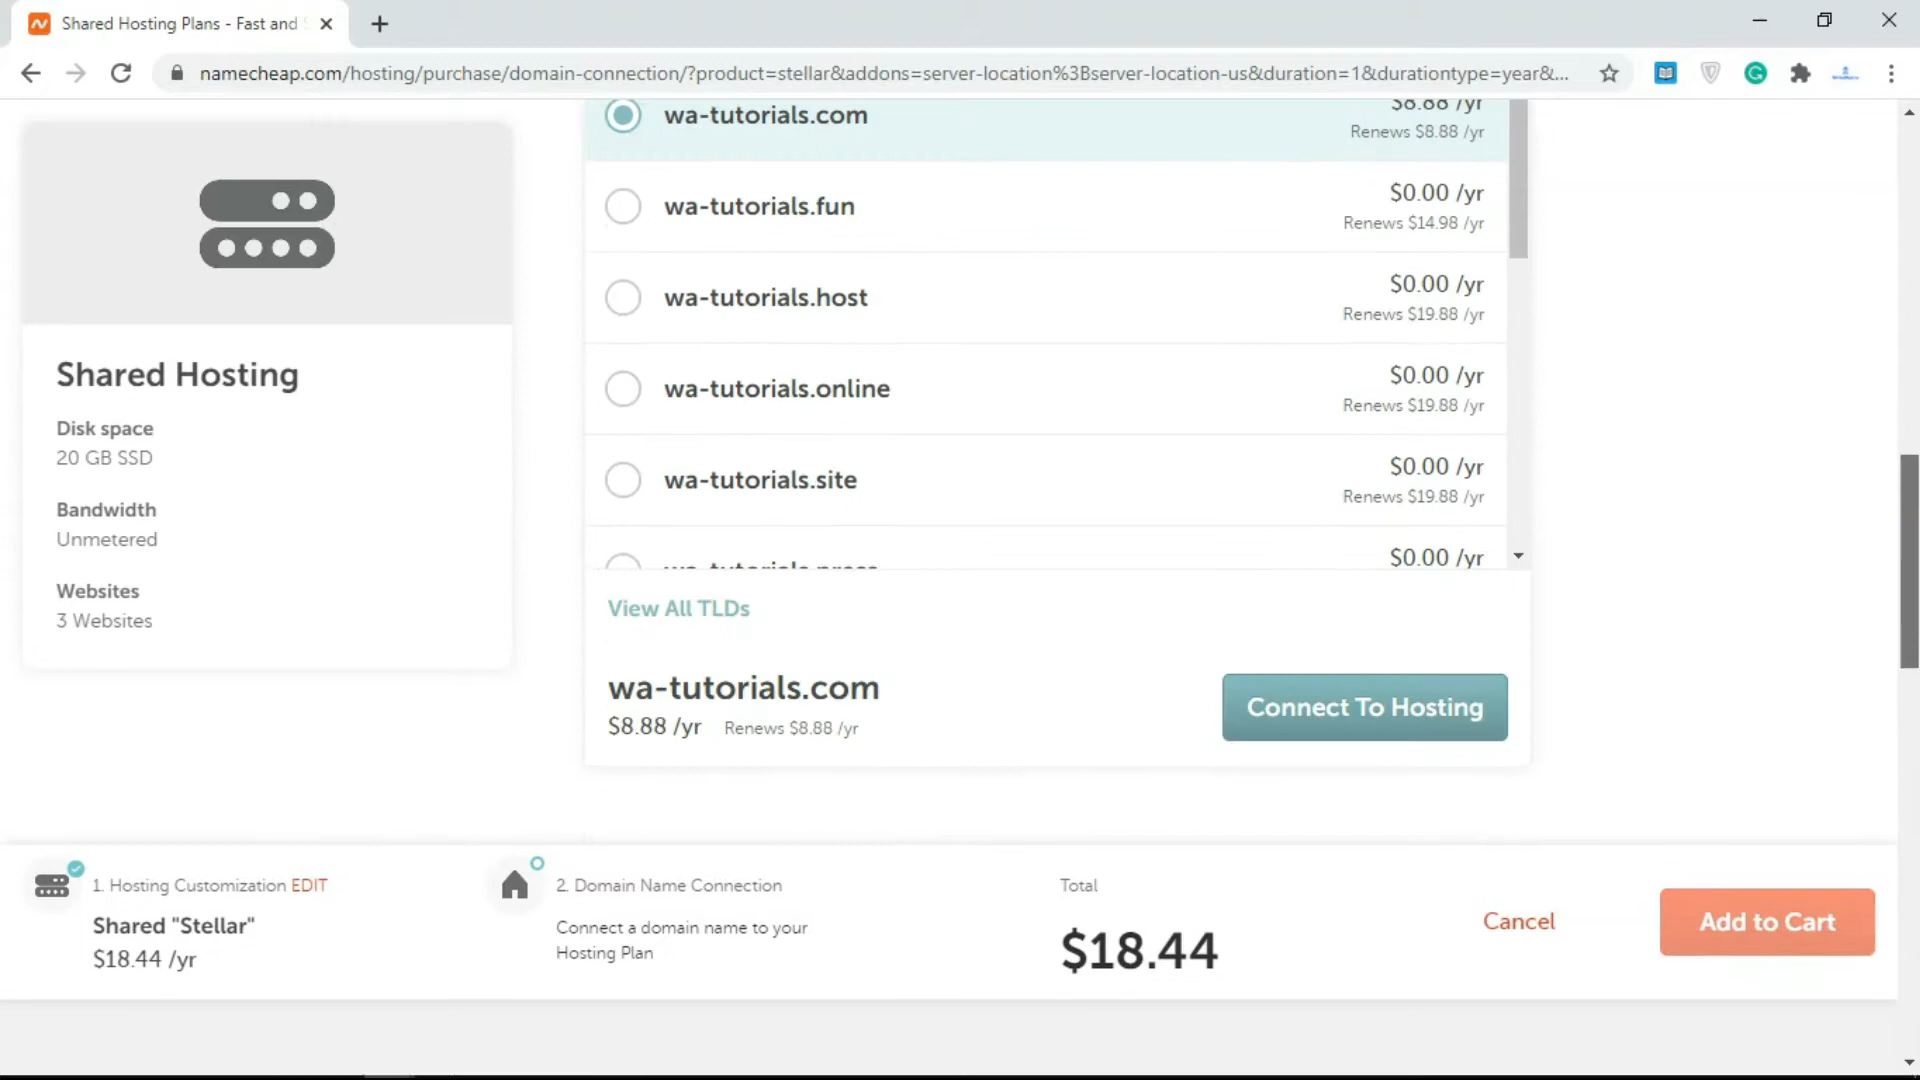 Shared Hosting Plans - Fast and
namecheap.com/hosting/purchase/domain-connection/?product=stellar&addons=server-location%3Bserver-location-us&duration=1&durationtype=year&...
wa-tutorials.com
$8.88 /yr
Renews $8.88 /yr
wa-tutorials.fun
$0.00 /yr
Renews $14.98 /yr
wa-tutorials.host
$0.00 /yr
Renews $19.88 /yr
wa-tutorials.online
$0.00 /yr
Renews $19.88 /yr
wa-tutorials.site
$0.00 /yr
Renews $19.88 /yr
wa-tutorials.press
$0.00 /yr
Shared Hosting
Disk space
20 GB SSD
Bandwidth
Unmetered
Websites
3 Websites
View All TLDs
wa-tutorials.com
$8.88 /yr Renews $8.88 /yr
Connect To Hosting
1. Hosting Customization EDIT
Shared "Stellar"
$18.44 /yr
2. Domain Name Connection
Connect a domain name to your
Hosting Plan
Total
$18.44
Cancel
Add to Cart